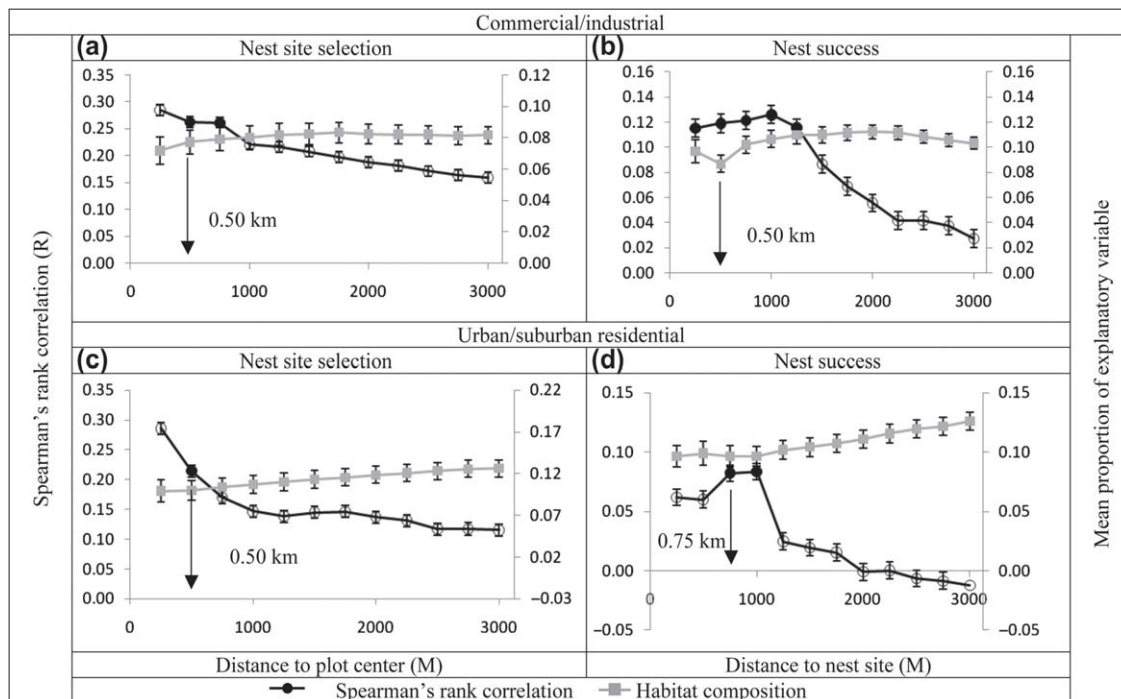 Commercial/industrial
(a) Nest site selection
(b) Nest success
0.35 0.12
0.30 0.10
0.25 0.08
0.20
0.15 0.06
0.10 0.04
0.05 0.02
0.00 0.00
0.50 km
0 1000 2000 3000
0.16 0.16
0.14 0.14
0.12 0.12
0.10 0.10
0.08 0.08
0.06 0.06
0.04 0.04
0.02 0.02
0.00 0.00
0.50 km
0 1000 2000 3000
Spearman's rank correlation (R)
Mean proportion of explanatory variable
Urban/suburban residential
(c) Nest site selection
(d) Nest success
0.35 0.22
0.30 0.17
0.25
0.20 0.12
0.15 0.07
0.10
0.05 0.02
0.00 −0.03
0.50 km
0 1000 2000 3000
0.15 0.15
0.10 0.10
0.05 0.05
0.00 0.00
−0.05 −0.05
0.75 km
0 1000 2000 3000
Distance to plot center (M)
Distance to nest site (M)
Spearman's rank correlation Habitat composition